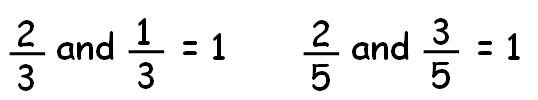 2/3 and 1/3 = 1    2/5 and 3/5 = 1